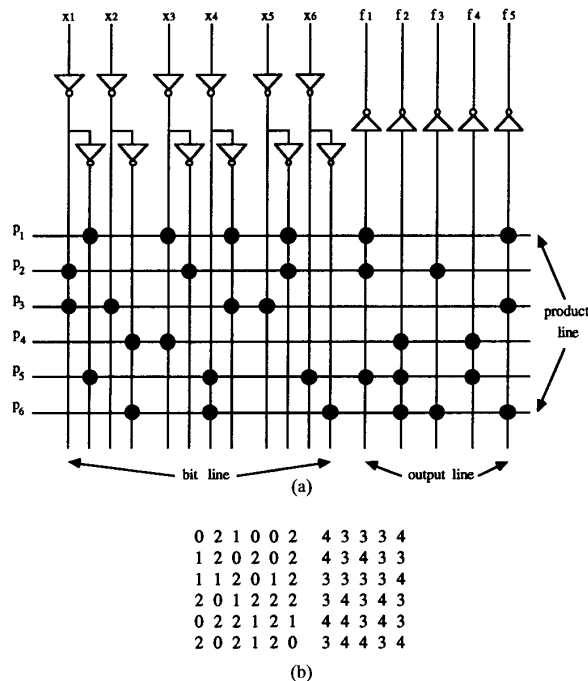 x1 x2 x3 x4 x5 x6 f1 f2 f3 f4 f5
p1
p2
p3
p4
p5
p6
product
line
bit line
output line
(a)
0 2 1 0 0 2 4 3 3 3 4
1 2 0 2 0 2 4 3 4 3 3
1 1 2 0 1 2 3 3 3 3 4
2 0 1 2 2 2 3 4 3 4 3
0 2 2 1 2 1 4 4 3 4 3
2 0 2 1 2 0 3 4 4 3 4
(b)